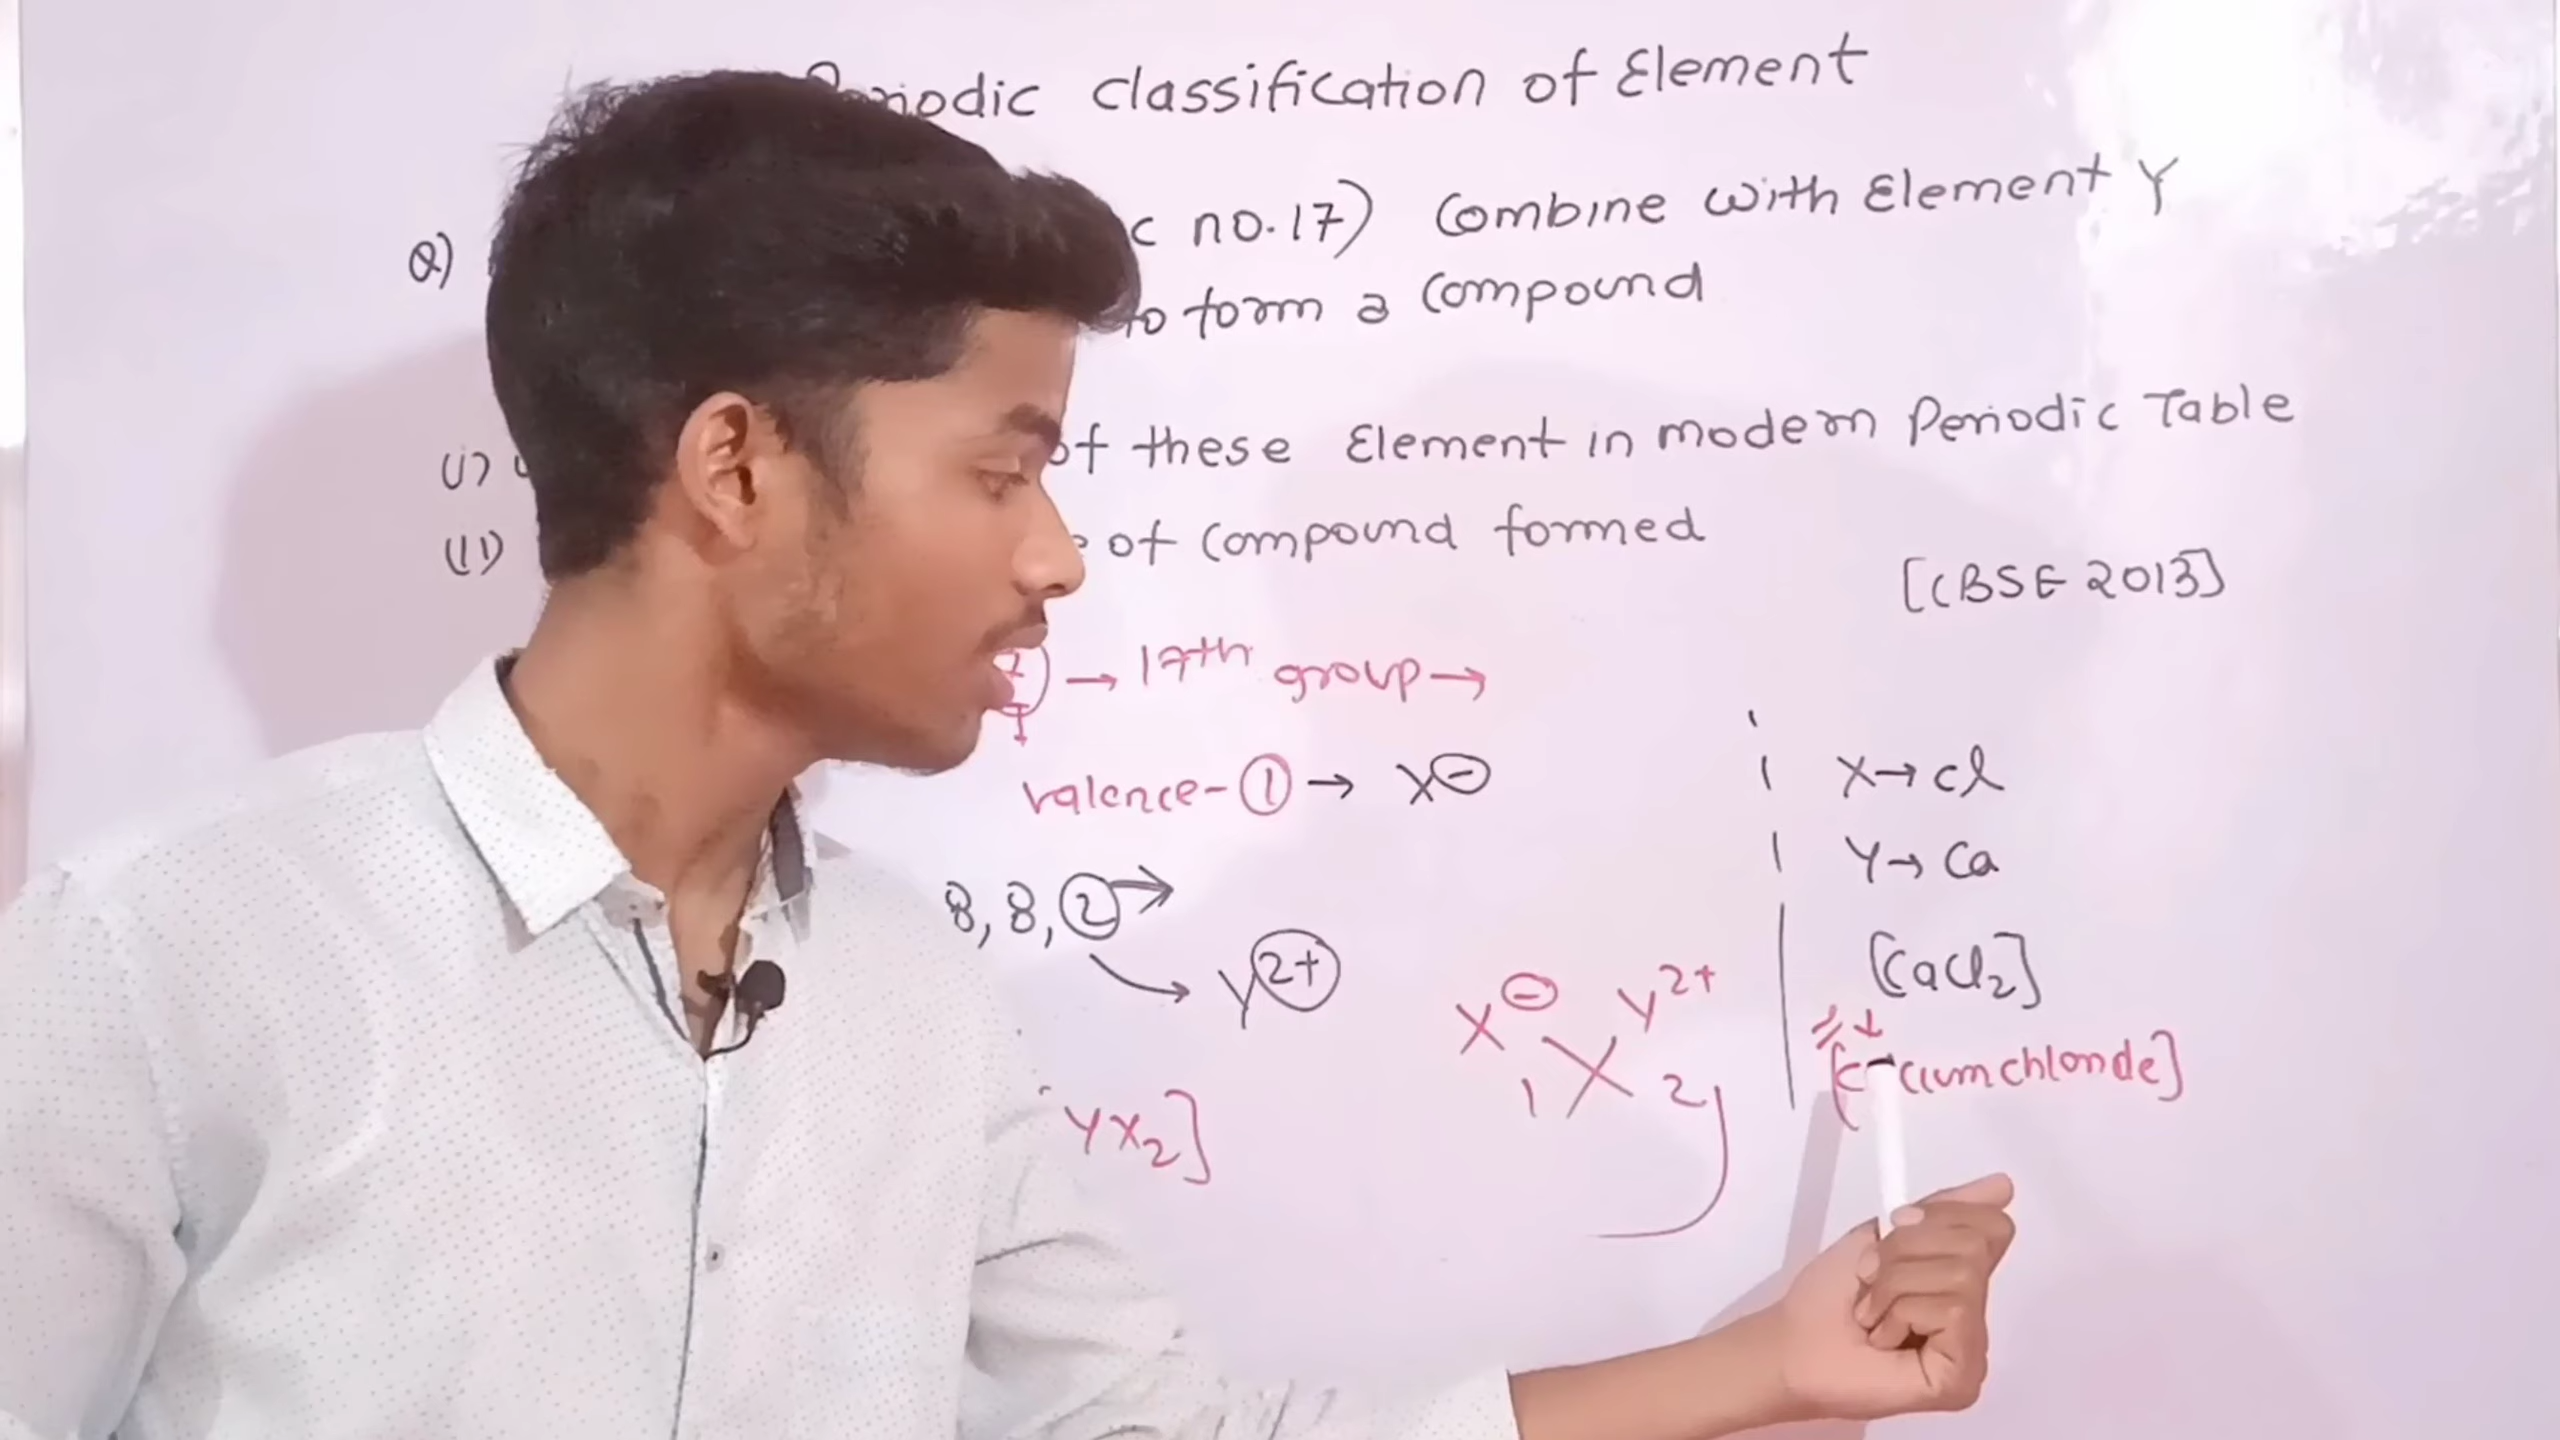 Periodic classification of Element
Q) c no.17) Combine with Element Y
to form a Compound
(i) of these Element in modern Periodic Table
(ii) of Compound formed
[CBSE 2013]
7) → 17th group →
valence - ① → X⊖
X → Cl
8, 8, ② →
Y → Ca
Y 2+
[CaCl2]
X⊖ Y2+
1 2
[c cium chloride]
YX2]